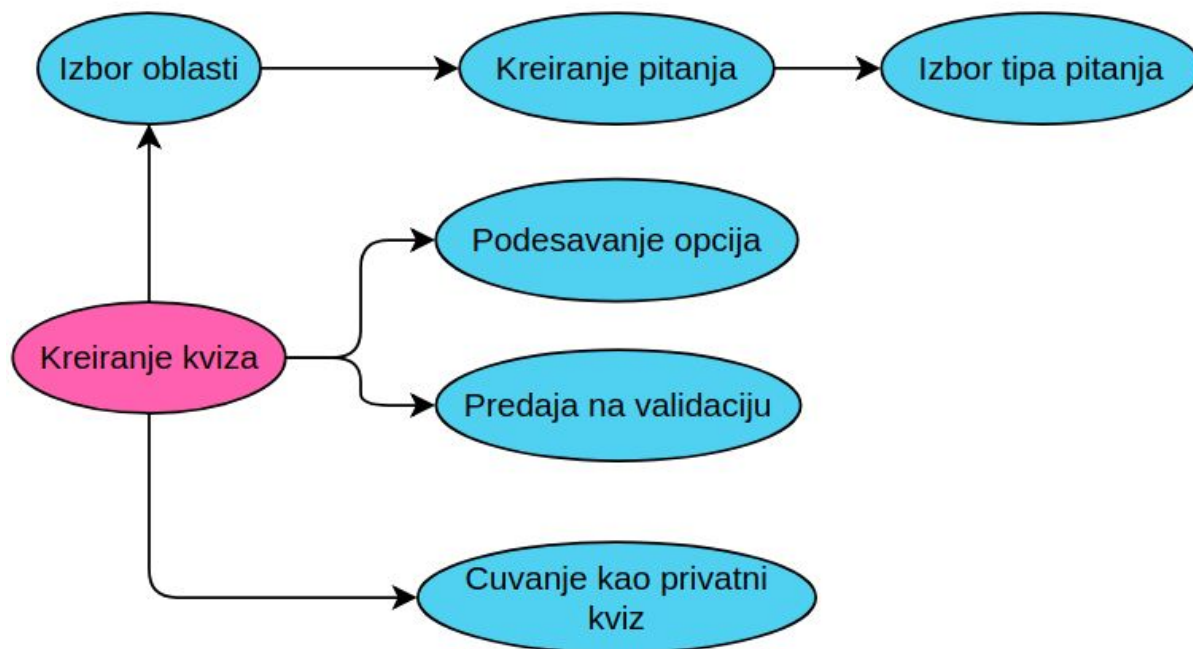 Izbor oblasti
Kreiranje pitanja
Izbor tipa pitanja
Podesavanje opcija
Kreiranje kviza
Predaja na validaciju
Cuvanje kao privatni
kviz